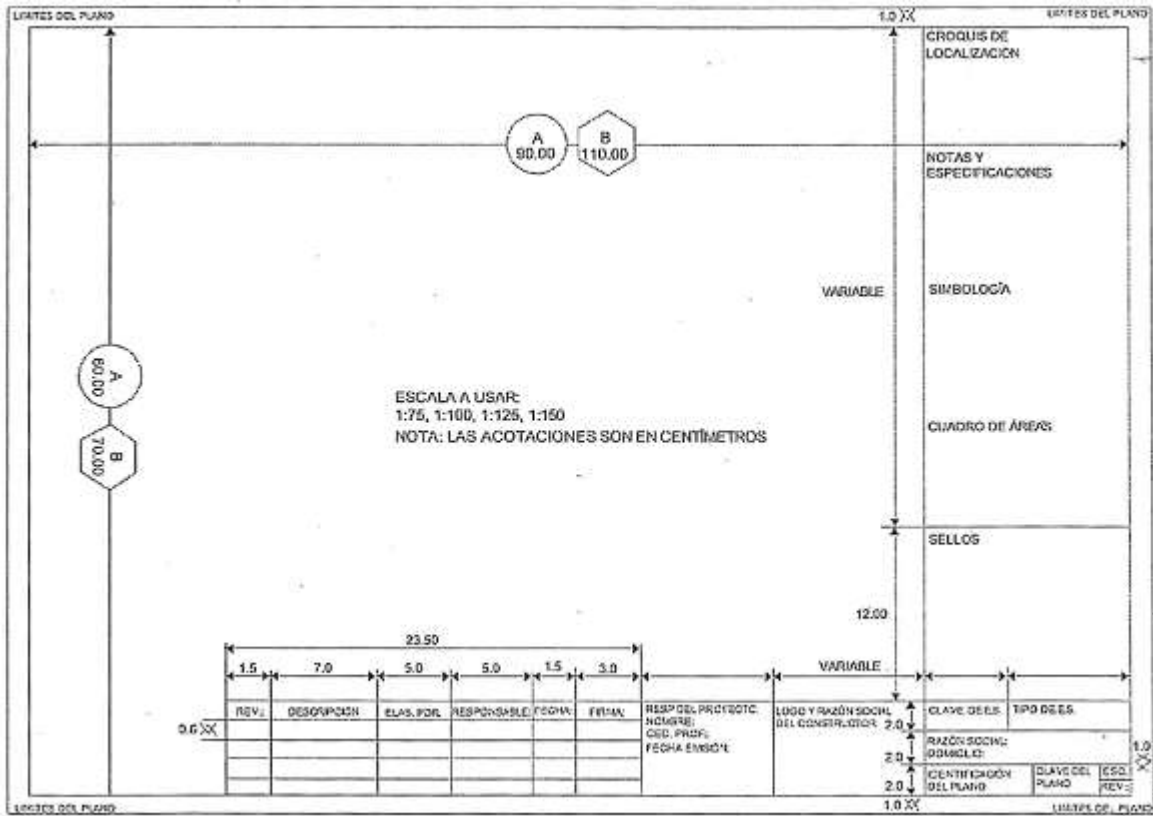 LIMITES DEL PLANO
1.0
LIMITES DEL PLANO
CROQUIS DE
LOCALIZACIÓN
A
90.00
B
110.00
NOTAS Y
ESPECIFICACIONES
VARIABLE
SIMBOLOGÍA
A
60.00
B
70.00
ESCALA A USAR:
1:75, 1:100, 1:125, 1:150
NOTA: LAS ACOTACIONES SON EN CENTÍMETROS
CUADRO DE ÁREAS
SELLOS
12.00
23.50
1.5 7.0 5.0 5.0 1.5 3.0
VARIABLE
REV.: DESCRIPCIÓN ELAB. POR. RESPONSABLE: FECHA: FIRMA:
RESP DEL PROYECTO:
NOMBRE:
CED. PROF.:
FECHA EMISIÓN:
LOGO Y RAZÓN SOCIAL
DEL CONSTRUCTOR
2.0
CLAVE DE E.S. TIPO DE E.S.
0.6
2.0
RAZÓN SOCIAL:
DOMICILIO:
1.0
2.0
IDENTIFICACIÓN
DEL PLANO
CLAVE DEL
PLANO
ESC.:
REV.:
LIMITES DEL PLANO
1.0
LIMITES DEL PLANO